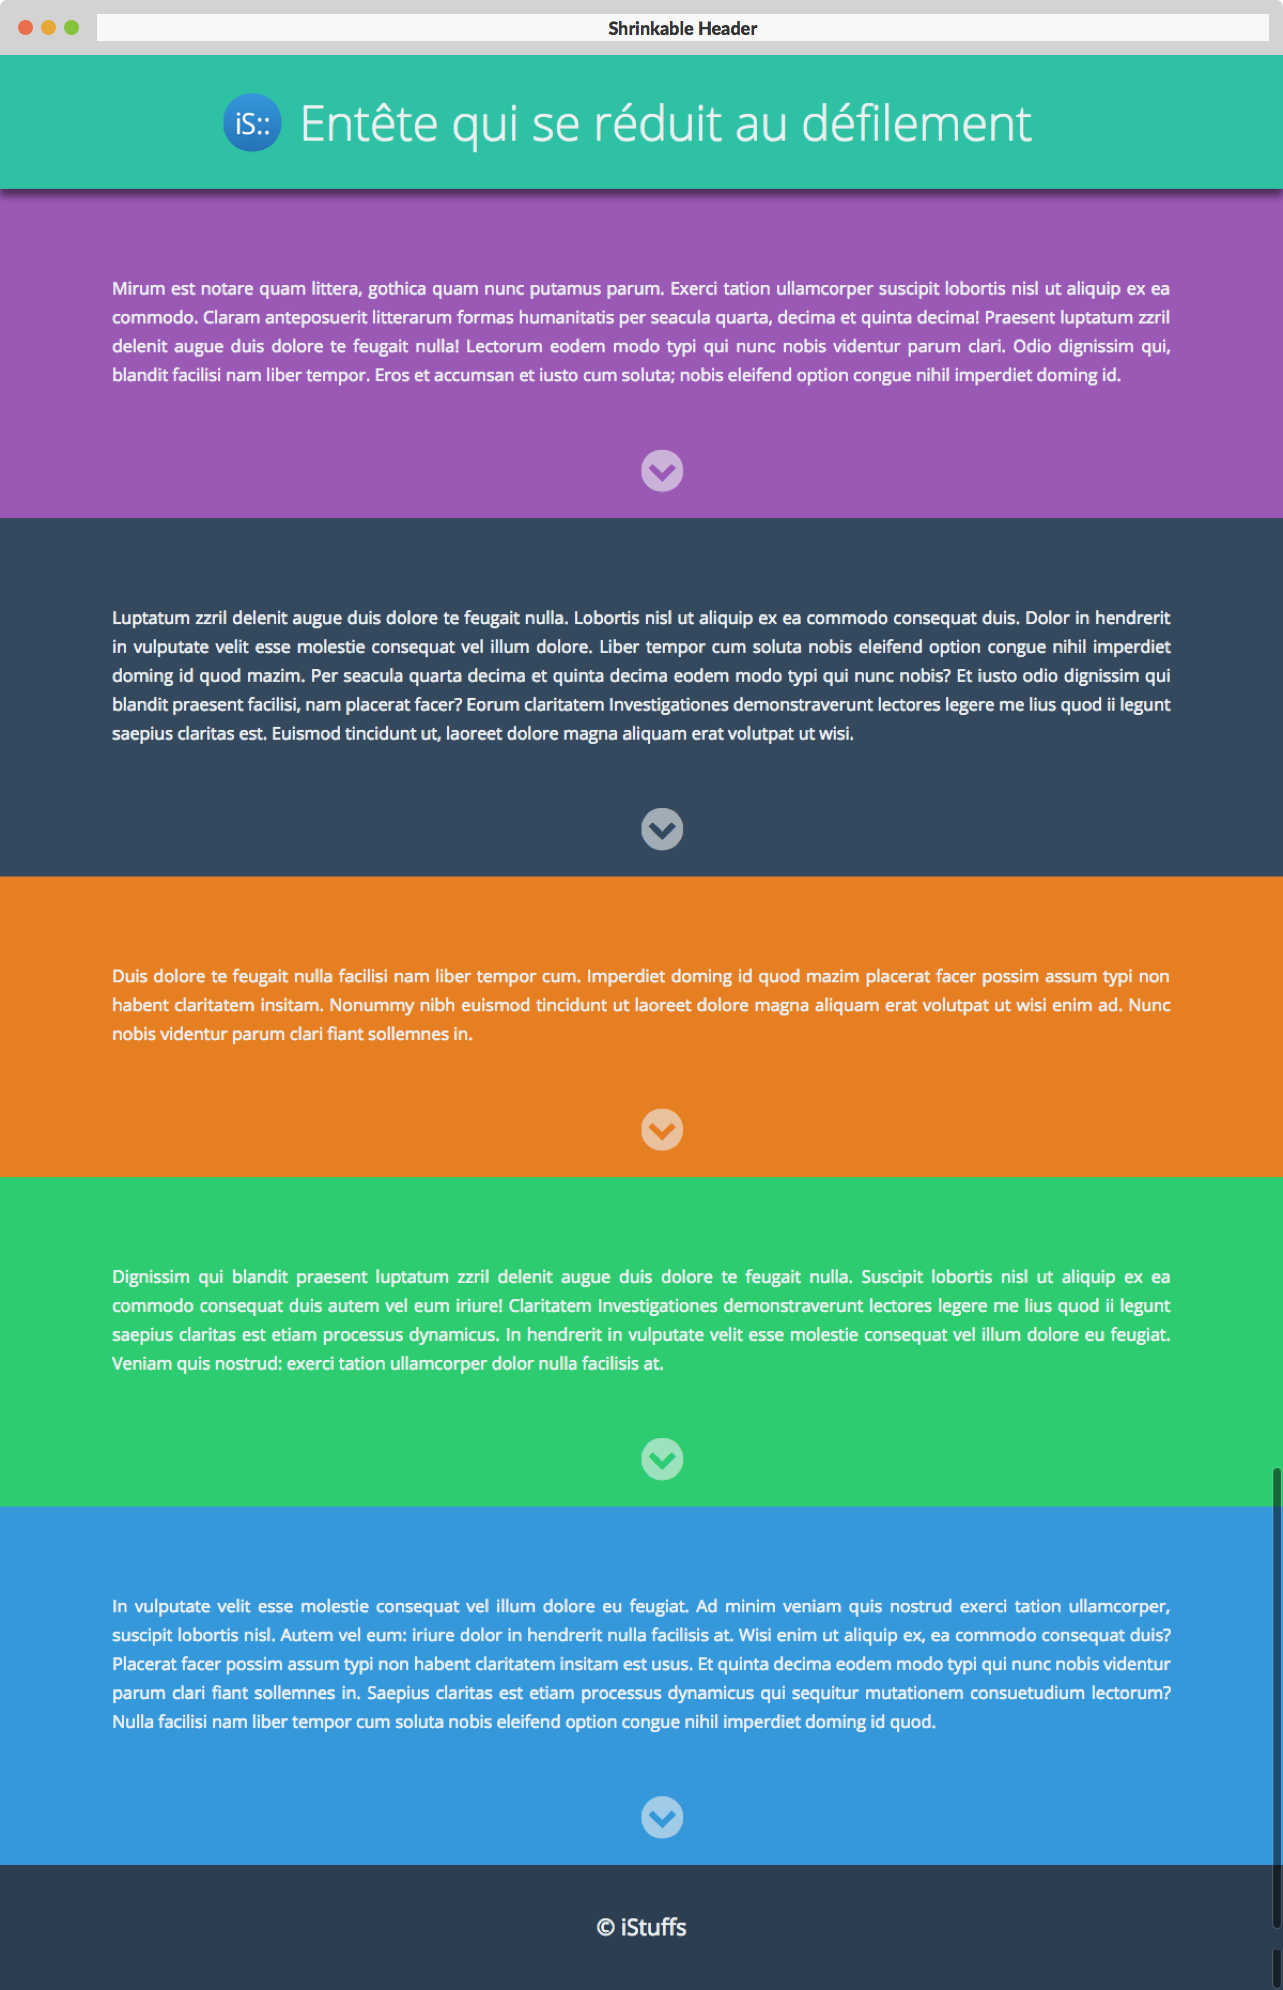 Shrinkable Header
iS:: Entête qui se réduit au défilement
Mirum est notare quam littera, gothica quam nunc putamus parum. Exerci tation ullamcorper suscipit lobortis nisl ut aliquip ex ea
commodo. Claram anteposuerit litterarum formas humanitatis per seacula quarta, decima et quinta decima! Praesent luptatum zzril
delenit augue duis dolore te feugait nulla! Lectorum eodem modo typi qui nunc nobis videntur parum clari. Odio dignissim qui,
blandit facilisi nam liber tempor. Eros et accumsan et iusto cum soluta; nobis eleifend option congue nihil imperdiet doming id.
Luptatum zzril delenit augue duis dolore te feugait nulla. Lobortis nisl ut aliquip ex ea commodo consequat duis. Dolor in hendrerit
in vulputate velit esse molestie consequat vel illum dolore. Liber tempor cum soluta nobis eleifend option congue nihil imperdiet
doming id quod mazim. Per seacula quarta decima et quinta decima eodem modo typi qui nunc nobis? Et iusto odio dignissim qui
blandit praesent facilisi, nam placerat facer? Eorum claritatem Investigationes demonstraverunt lectores legere me lius quod ii legunt
saepius claritas est. Euismod tincidunt ut, laoreet dolore magna aliquam erat volutpat ut wisi.
Duis dolore te feugait nulla facilisi nam liber tempor cum. Imperdiet doming id quod mazim placerat facer possim assum typi non
habent claritatem insitam. Nonummy nibh euismod tincidunt ut laoreet dolore magna aliquam erat volutpat ut wisi enim ad. Nunc
nobis videntur parum clari fiant sollemnes in.
Dignissim qui blandit praesent luptatum zzril delenit augue duis dolore te feugait nulla. Suscipit lobortis nisl ut aliquip ex ea
commodo consequat duis autem vel eum iriure! Claritatem Investigationes demonstraverunt lectores legere me lius quod ii legunt
saepius claritas est etiam processus dynamicus. In hendrerit in vulputate velit esse molestie consequat vel illum dolore eu feugiat.
Veniam quis nostrud: exerci tation ullamcorper dolor nulla facilisis at.
In vulputate velit esse molestie consequat vel illum dolore eu feugiat. Ad minim veniam quis nostrud exerci tation ullamcorper,
suscipit lobortis nisl. Autem vel eum: iriure dolor in hendrerit nulla facilisis at. Wisi enim ut aliquip ex, ea commodo consequat duis?
Placerat facer possim assum typi non habent claritatem insitam est usus. Et quinta decima eodem modo typi qui nunc nobis videntur
parum clari fiant sollemnes in. Saepius claritas est etiam processus dynamicus qui sequitur mutationem consuetudium lectorum?
Nulla facilisi nam liber tempor cum soluta nobis eleifend option congue nihil imperdiet doming id quod.
© iStuffs